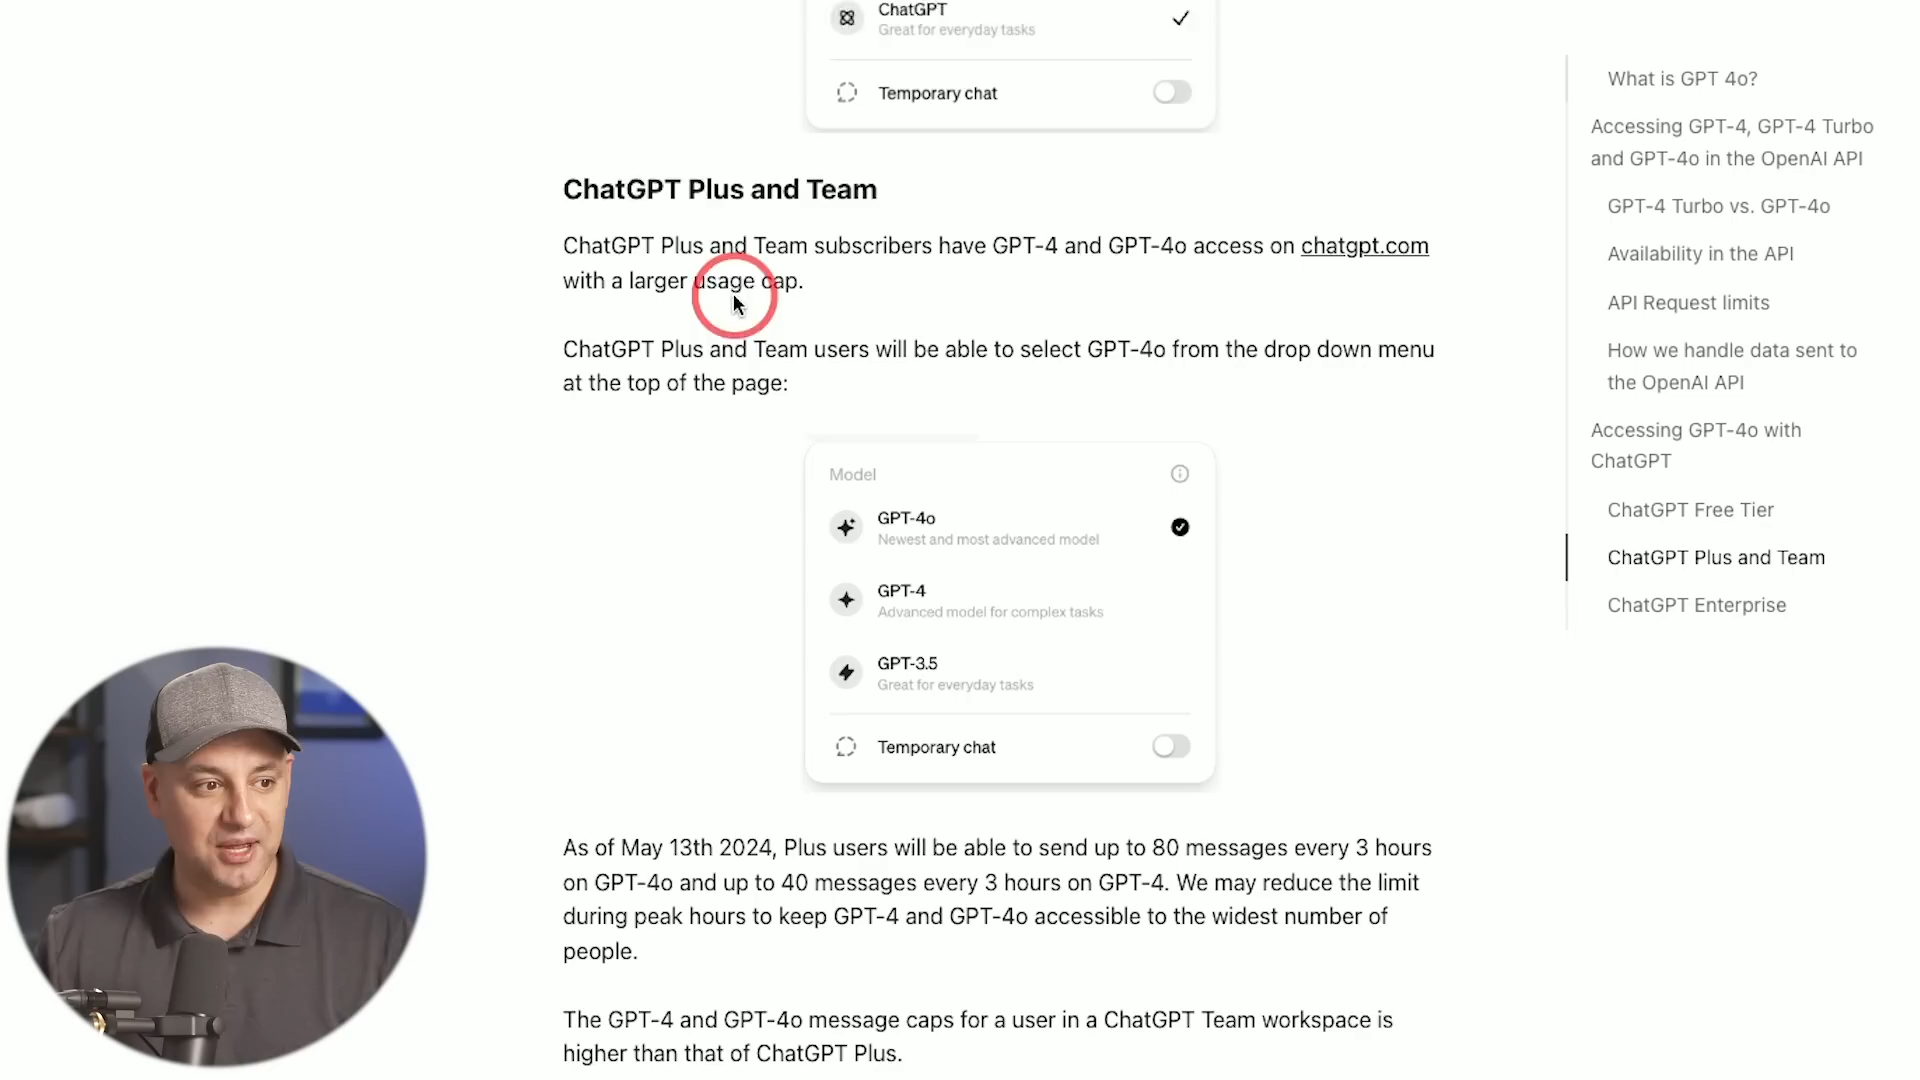 ChatGPT
Great for everyday tasks
Temporary chat
ChatGPT Plus and Team
ChatGPT Plus and Team subscribers have GPT-4 and GPT-4o access on chatgpt.com
with a larger usage cap.
ChatGPT Plus and Team users will be able to select GPT-4o from the drop down menu
at the top of the page:
Model
GPT-4o
Newest and most advanced model
GPT-4
Advanced model for complex tasks
GPT-3.5
Great for everyday tasks
Temporary chat
As of May 13th 2024, Plus users will be able to send up to 80 messages every 3 hours
on GPT-4o and up to 40 messages every 3 hours on GPT-4. We may reduce the limit
during peak hours to keep GPT-4 and GPT-4o accessible to the widest number of
people.
The GPT-4 and GPT-4o message caps for a user in a ChatGPT Team workspace is
higher than that of ChatGPT Plus.
What is GPT 4o?
Accessing GPT-4, GPT-4 Turbo
and GPT-4o in the OpenAI API
GPT-4 Turbo vs. GPT-4o
Availability in the API
API Request limits
How we handle data sent to
the OpenAI API
Accessing GPT-4o with
ChatGPT
ChatGPT Free Tier
ChatGPT Plus and Team
ChatGPT Enterprise